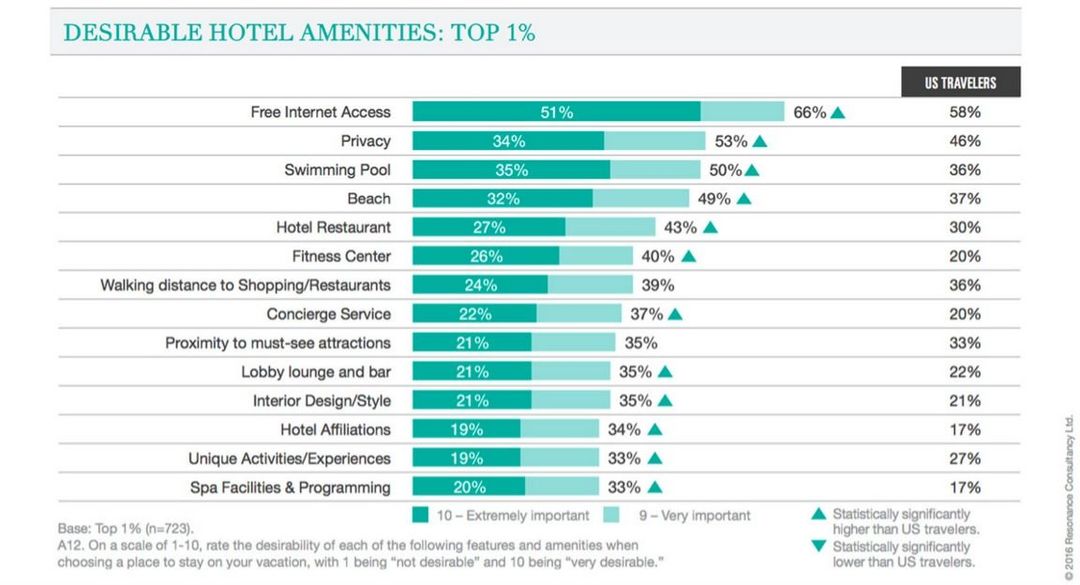 DESIRABLE HOTEL AMENITIES: TOP 1%
US TRAVELERS
Free Internet Access 51% 66% ▲ 58%
Privacy 34% 53% ▲ 46%
Swimming Pool 35% 50% ▲ 36%
Beach 32% 49% ▲ 37%
Hotel Restaurant 27% 43% ▲ 30%
Fitness Center 26% 40% ▲ 20%
Walking distance to Shopping/Restaurants 24% 39% 36%
Concierge Service 22% 37% ▲ 20%
Proximity to must-see attractions 21% 35% 33%
Lobby lounge and bar 21% 35% ▲ 22%
Interior Design/Style 21% 35% ▲ 21%
Hotel Affiliations 19% 34% ▲ 17%
Unique Activities/Experiences 19% 33% ▲ 27%
Spa Facilities & Programming 20% 33% ▲ 17%
10 – Extremely important 9 – Very important
▲ Statistically significantly
higher than US travelers.
▼ Statistically significantly
lower than US travelers.
Base: Top 1% (n=723).
A12. On a scale of 1-10, rate the desirability of each of the following features and amenities when
choosing a place to stay on your vacation, with 1 being “not desirable” and 10 being “very desirable.”
© 2016 Resonance Consultancy Ltd.